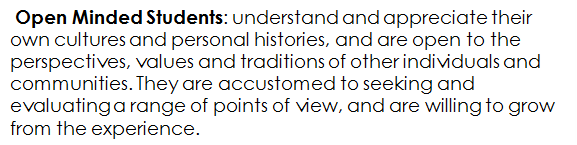 Open Minded Students: understand and appreciate their
own cultures and personal histories, and are open to the
perspectives, values and traditions of other individuals and
communities. They are accustomed to seeking and
evaluating a range of points of view, and are willing to grow
from the experience.